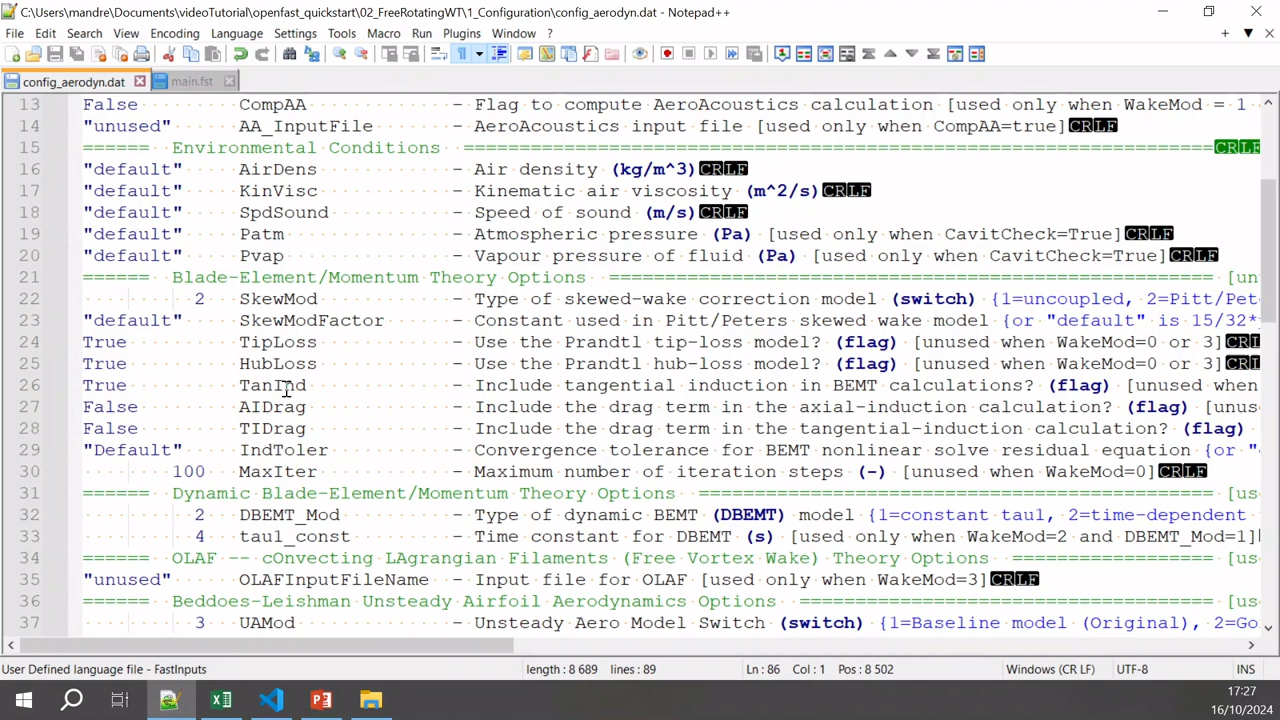 C:\Users\mandre\Documents\videoTutorial\openfast_quickstart\02_FreeRotatingWT\1_Configuration\config_aerodyn.dat - Notepad++
File Edit Search View Encoding Language Settings Tools Macro Run Plugins Window ?
config_aerodyn.dat main.fst
13 False CompAA - Flag to compute AeroAcoustics calculation [used only when WakeMod = 1
14 "unused" AA_InputFile - AeroAcoustics input file [used only when CompAA=true]CRLF
15 ====== Environmental Conditions ===================================================================CRLF
16 "default" AirDens - Air density (kg/m^3)CRLF
17 "default" KinVisc - Kinematic air viscosity (m^2/s)CRLF
18 "default" SpdSound - Speed of sound (m/s)CRLF
19 "default" Patm - Atmospheric pressure (Pa) [used only when CavitCheck=True]CRLF
20 "default" Pvap - Vapour pressure of fluid (Pa) [used only when CavitCheck=True]CRLF
21 ====== Blade-Element/Momentum Theory Options ====================================================== [un
22 2 SkewMod - Type of skewed-wake correction model (switch) {1=uncoupled, 2=Pitt/Pet
23 "default" SkewModFactor - Constant used in Pitt/Peters skewed wake model {or "default" is 15/32*
24 True TipLoss - Use the Prandtl tip-loss model? (flag) [unused when WakeMod=0 or 3]CRL
25 True HubLoss - Use the Prandtl hub-loss model? (flag) [unused when WakeMod=0 or 3]CRL
26 True TanInd - Include tangential induction in BEMT calculations? (flag) [unused when
27 False AIDrag - Include the drag term in the axial-induction calculation? (flag) [unus
28 False TIDrag - Include the drag term in the tangential-induction calculation? (flag)
29 "Default" IndToler - Convergence tolerance for BEMT nonlinear solve residual equation {or "
30 100 MaxIter - Maximum number of iteration steps (-) [unused when WakeMod=0]CRLF
31 ====== Dynamic Blade-Element/Momentum Theory Options ============================================== [us
32 2 DBEMT_Mod - Type of dynamic BEMT (DBEMT) model {1=constant tau1, 2=time-dependent
33 4 tau1_const - Time constant for DBEMT (s) [used only when WakeMod=2 and DBEMT_Mod=1]
34 ====== OLAF -- cOnvecting LAgrangian Filaments (Free Vortex Wake) Theory Options ================== [us
35 "unused" OLAFInputFileName - Input file for OLAF [used only when WakeMod=3]CRLF
36 ====== Beddoes-Leishman Unsteady Airfoil Aerodynamics Options ===================================== [us
37 3 UAMod - Unsteady Aero Model Switch (switch) {1=Baseline model (Original), 2=Go
User Defined language file - FastInputs length : 8 689 lines : 89 Ln : 86 Col : 1 Pos : 8 502 Windows (CR LF) UTF-8 INS
17:27
16/10/2024